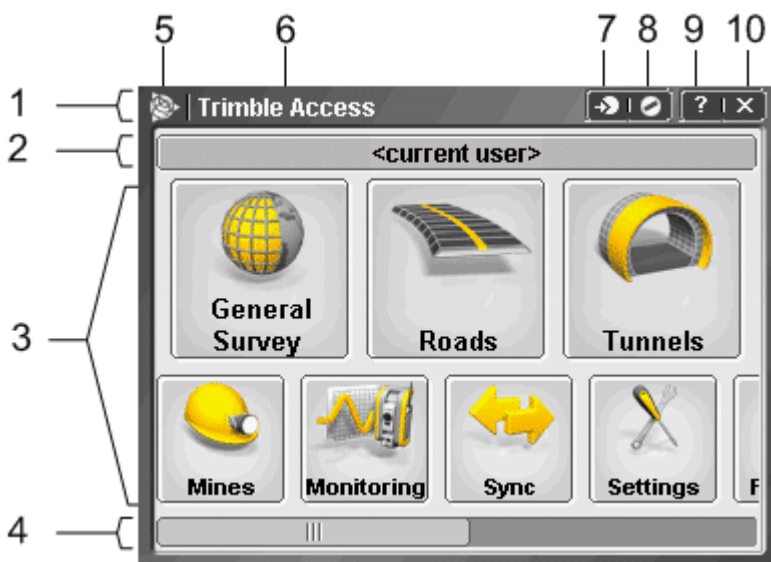 5 6 7 8 9 10
1 Trimble Access ? X
2 <current user>
3
General Survey
Roads
Tunnels
Mines
Monitoring
Sync
Settings
F
4